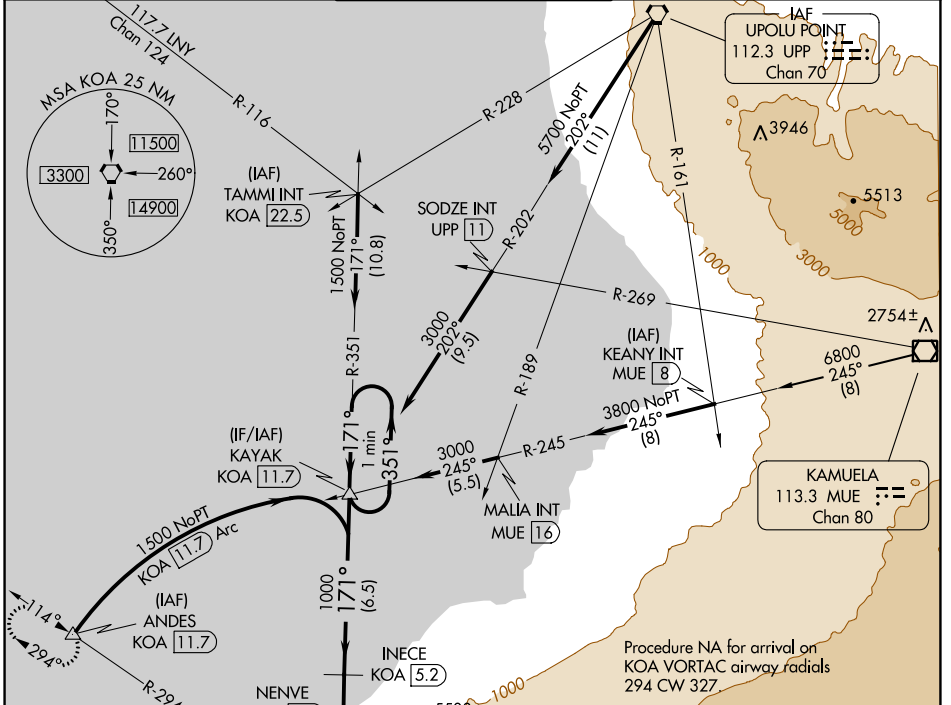 117.7 LNY
Chan 124
R-116
MSA KOA 25 NM
170°
11500
3300
260°
14900
350°
(IAF)
TAMMI INT
KOA 22.5
R-228
1500 NoPT
171°
(10.8)
R-351
IAF
UPOLU POINT
112.3 UPP
Chan 70
5700 NoPT
202°
(11)
R-202
R-161
3946
5513
5000
3000
1000
SODZE INT
UPP 11
R-269
R-189
3000
202°
(9.5)
2754±
(IAF)
KEANY INT
MUE 8
6800
245°
(8)
3800 NoPT
245°
(8)
R-245
171°
1 min
351°
(IF/IAF)
KAYAK
KOA 11.7
3000
245°
(5.5)
MALIA INT
MUE 16
KAMUELA
113.3 MUE
Chan 80
1500 NoPT
KOA 11.7 Arc
(IAF)
ANDES
KOA 11.7
114°
294°
1000
171°
(6.5)
INECE
KOA 5.2
NENVE
1000
Procedure NA for arrival on
KOA VORTAC airway radials
294 CW 327.